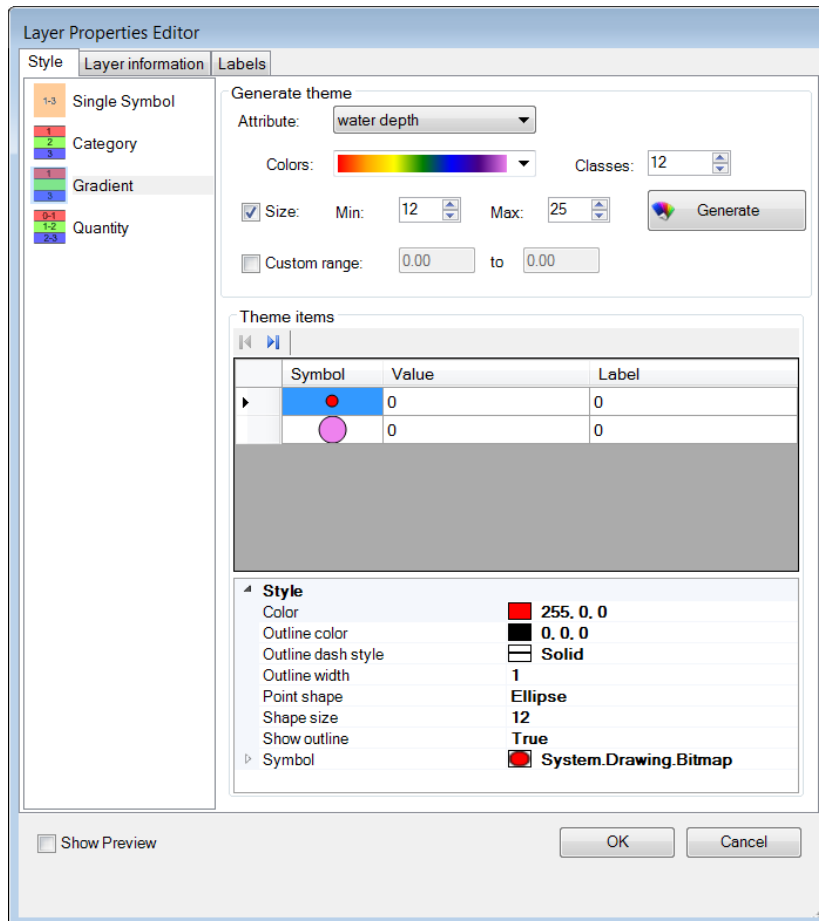 Layer Properties Editor
Style Layer information Labels
1-3 Single Symbol
1
2
3
Category
1
3
Gradient
0-1
1-2
2-3
Quantity
Generate theme
Attribute: water depth
Colors: Classes: 12
Size: Min: 12 Max: 25 Generate
Custom range: 0.00 to 0.00
Theme items
Symbol Value Label
0 0
0 0
Style
Color 255, 0, 0
Outline color 0, 0, 0
Outline dash style Solid
Outline width 1
Point shape Ellipse
Shape size 12
Show outline True
Symbol System.Drawing.Bitmap
Show Preview OK Cancel